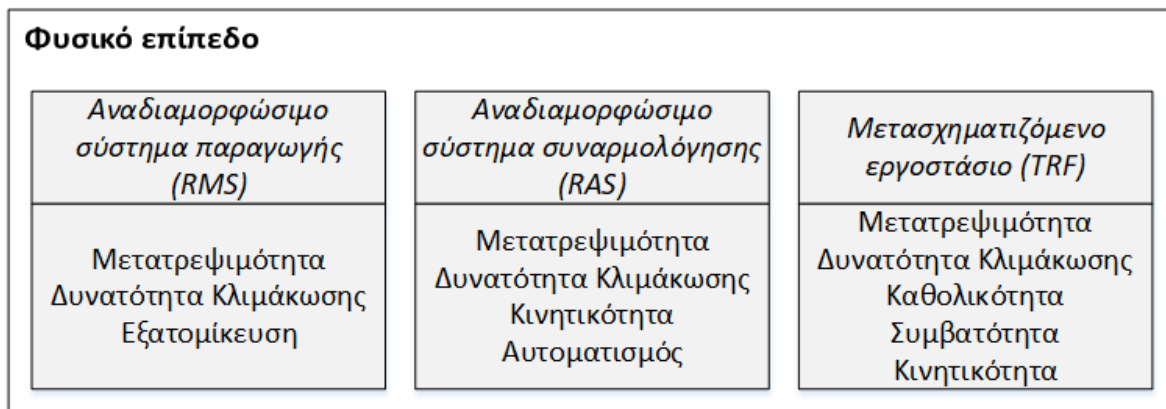 Φυσικό επίπεδο
Αναδιαμορφώσιμο
σύστημα παραγωγής
(RMS)
Μετατρεψιμότητα
Δυνατότητα Κλιμάκωσης
Εξατομίκευση
Αναδιαμορφώσιμο
σύστημα συναρμολόγησης
(RAS)
Μετατρεψιμότητα
Δυνατότητα Κλιμάκωσης
Κινητικότητα
Αυτοματισμός
Μετασχηματιζόμενο
εργοστάσιο (TRF)
Μετατρεψιμότητα
Δυνατότητα Κλιμάκωσης
Καθολικότητα
Συμβατότητα
Κινητικότητα